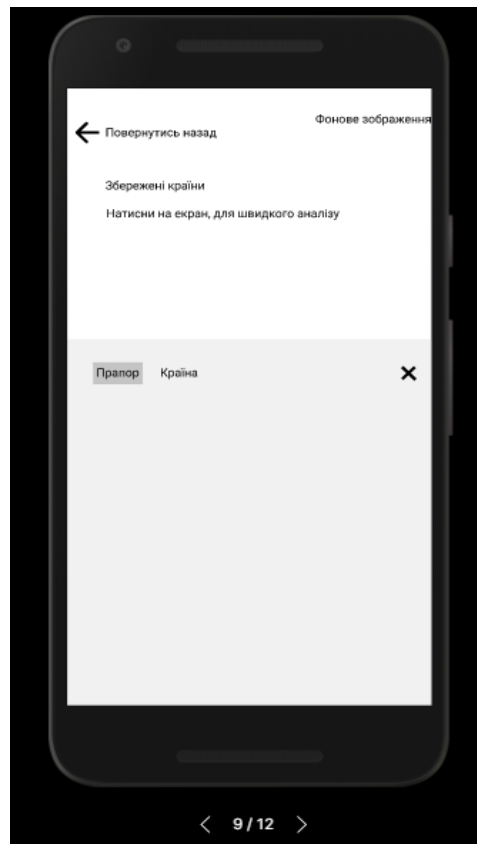 Фонове зображення
Повернутись назад
Збережені країни
Натисни на екран, для швидкого аналізу
Прапор Країна
9 / 12